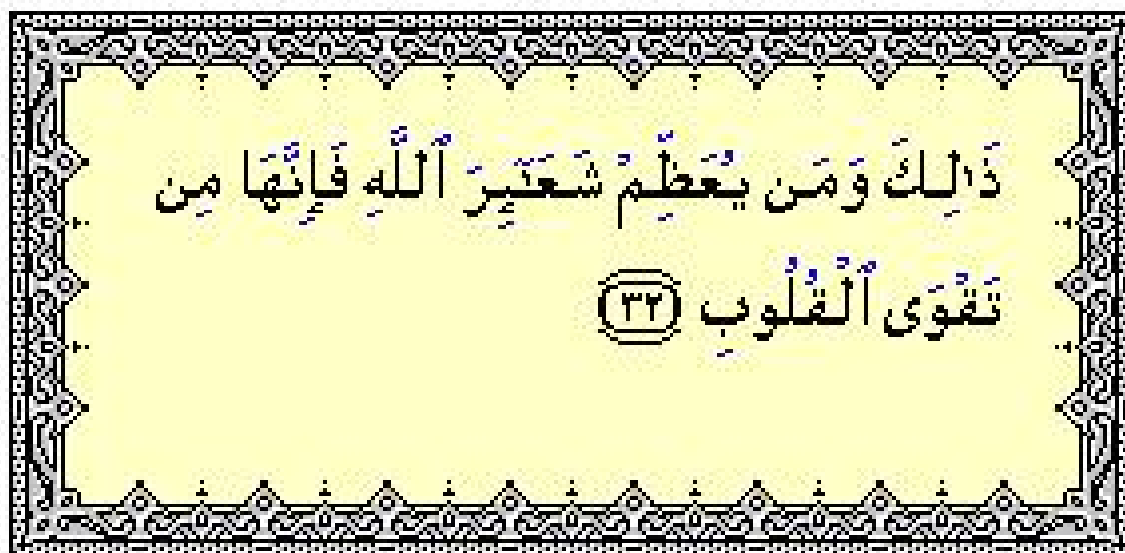 ذَٰلِكَ وَمَن يُعَظِّمْ شَعَـٰٓئِرَ ٱللَّهِ فَإِنَّهَا مِن
تَقْوَى ٱلْقُلُوبِ ٣٢